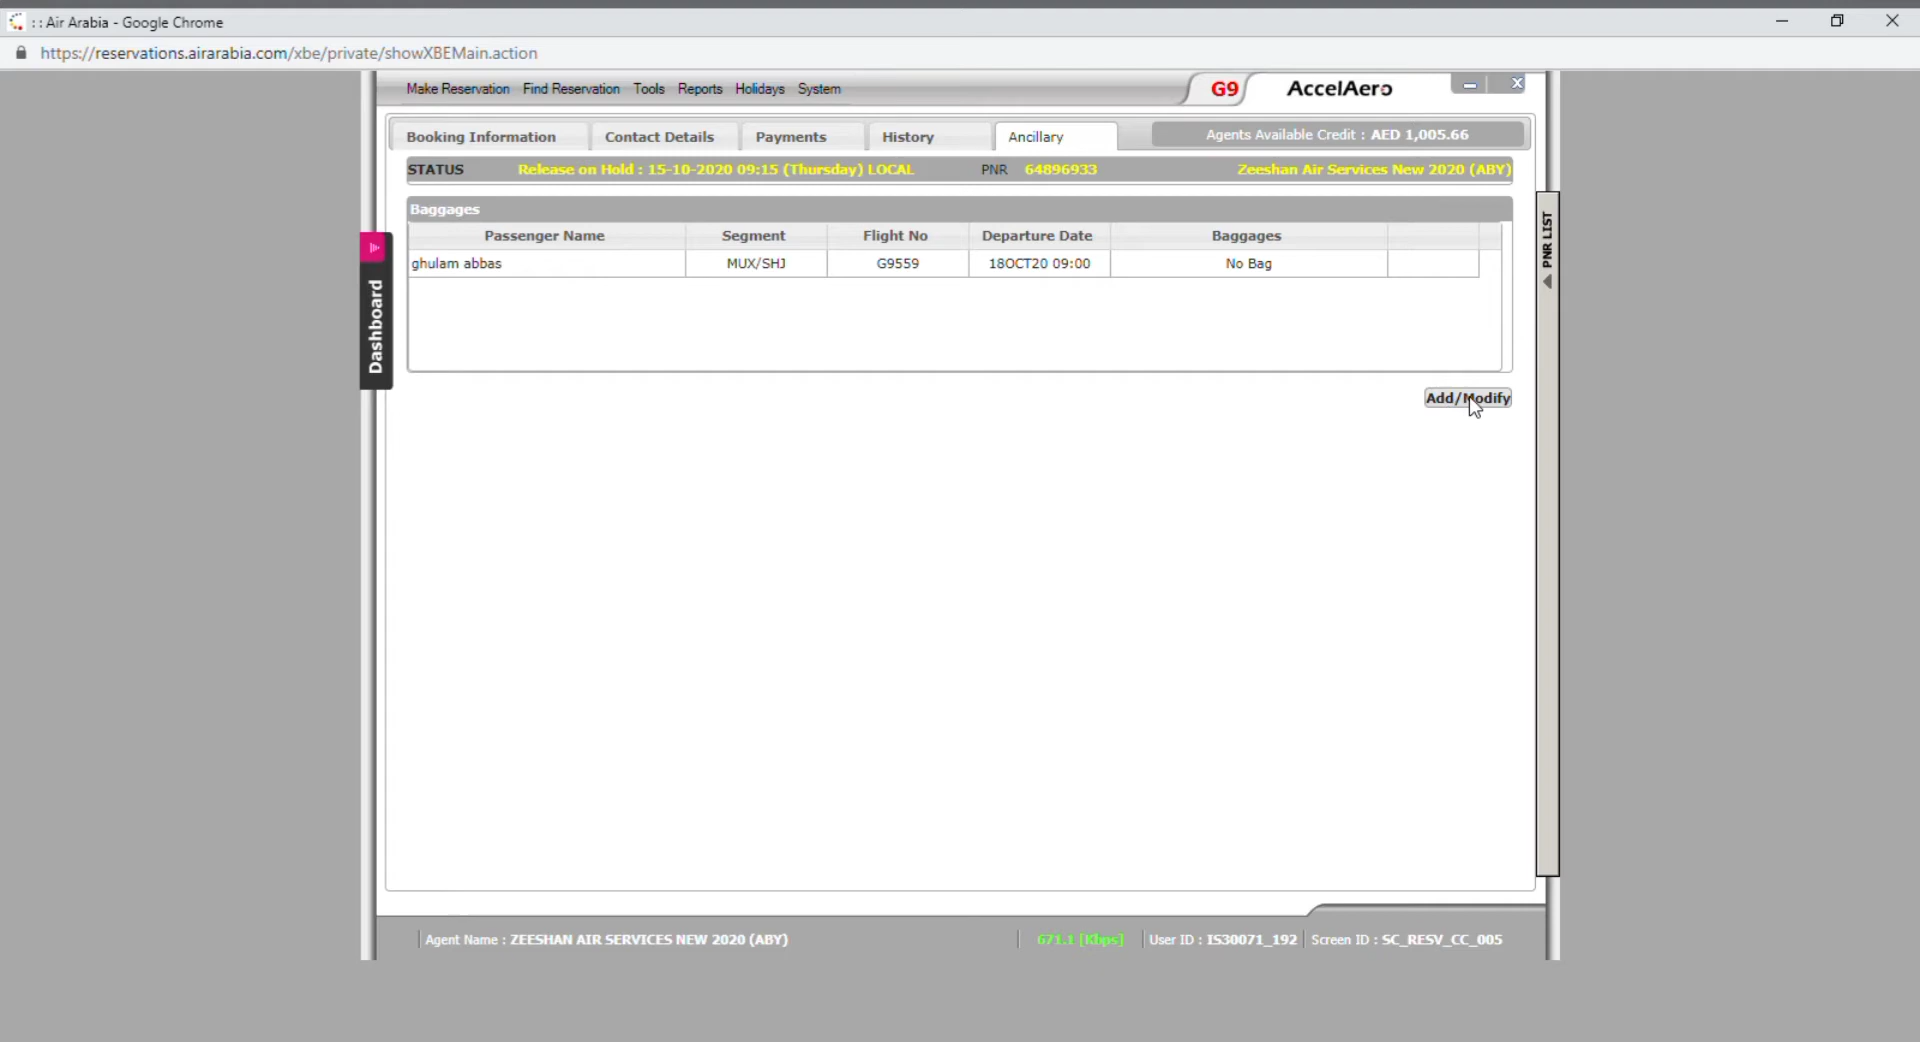 :: Air Arabia - Google Chrome
https://reservations.airarabia.com/xbe/private/showXBEMain.action
Make Reservation Find Reservation Tools Reports Holidays System
G9 AccelAero X
Booking Information Contact Details Payments History Ancillary Agents Available Credit : AED 1,005.66
STATUS Release on Hold : 15-10-2020 09:15 (Thursday) LOCAL PNR 64896933 Zeeshan Air Services New 2020 (ABY)
Baggages
Passenger Name Segment Flight No Departure Date Baggages
ghulam abbas MUX/SHJ G9559 18OCT20 09:00 No Bag
Dashboard
PNR LIST
Add/Modify
Agent Name : ZEESHAN AIR SERVICES NEW 2020 (ABY) 671.1 [Kbps] User ID : IS30071_192 Screen ID : SC_RESV_CC_005